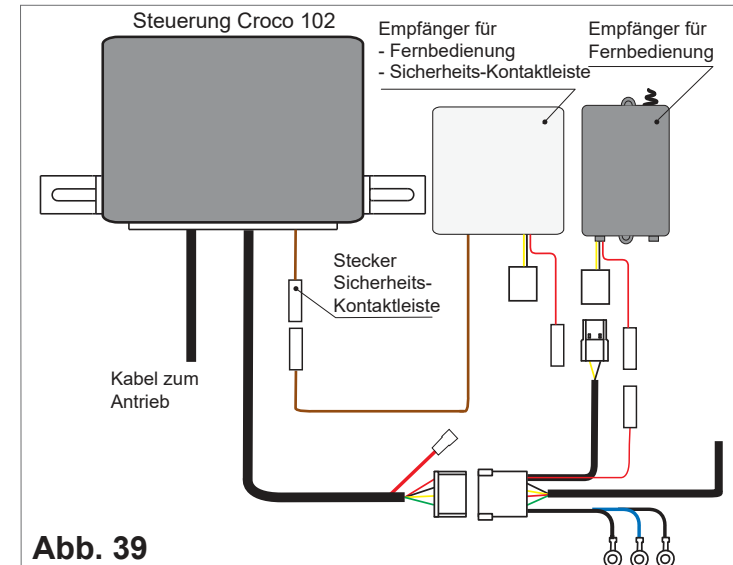 Steuerung Croco 102
Empfänger für
- Fernbedienung
- Sicherheits-Kontaktleiste
Empfänger für
Fernbedienung
Stecker
Sicherheits-
Kontaktleiste
Kabel zum
Antrieb
Abb. 39